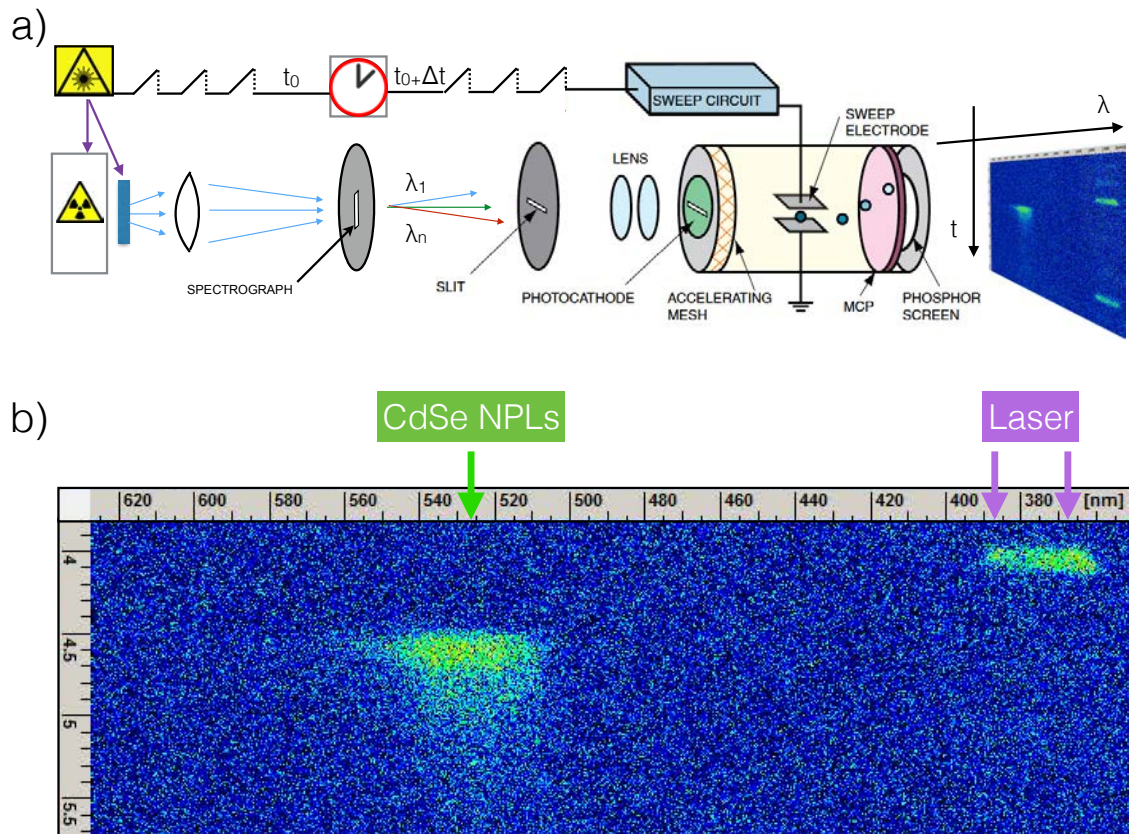 a)
t0
t0+Δt
SWEEP CIRCUIT
SWEEP
ELECTRODE
λ
λ1
λn
LENS
t
SPECTROGRAPH
SLIT
PHOTOCATHODE
ACCELERATING
MESH
MCP
PHOSPHOR
SCREEN
b)
CdSe NPLs
Laser
620 600 580 560 540 520 500 480 460 440 420 400 380 [nm]
4
4.5
5
5.5